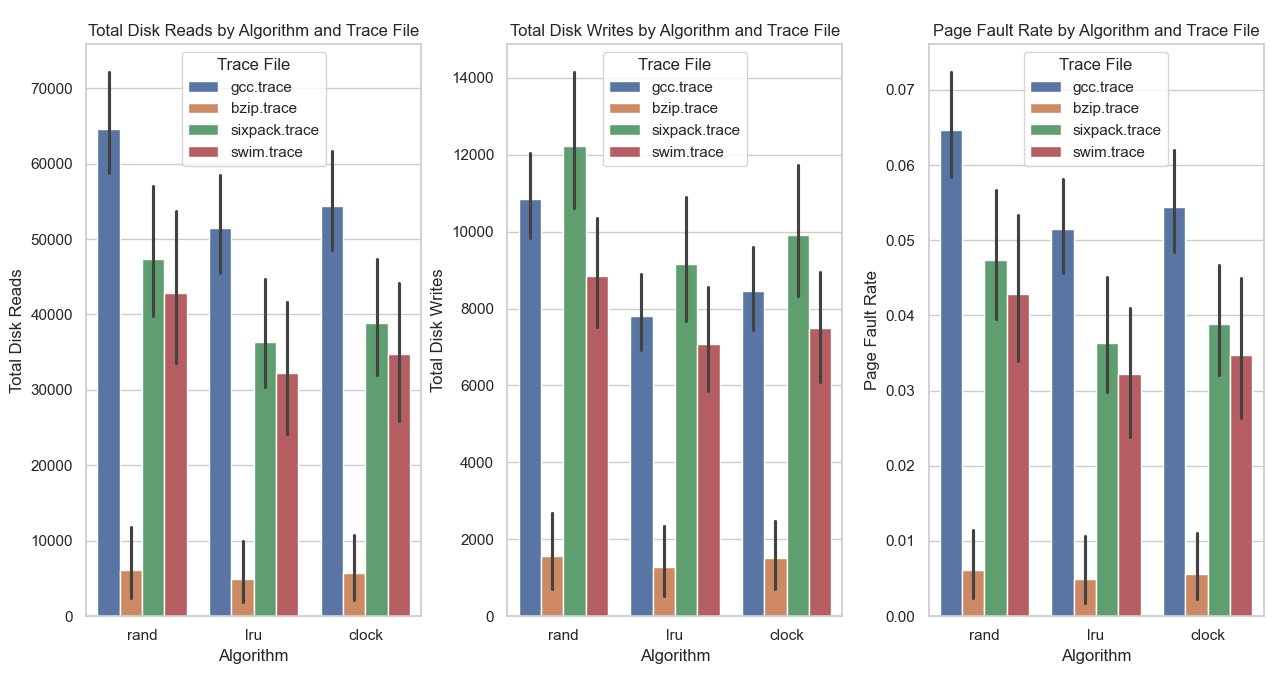 Total Disk Reads by Algorithm and Trace File
Total Disk Reads
70000
60000
50000
40000
30000
20000
10000
0
Trace File
gcc.trace
bzip.trace
sixpack.trace
swim.trace
rand
lru
clock
Algorithm
Total Disk Writes by Algorithm and Trace File
Total Disk Writes
14000
12000
10000
8000
6000
4000
2000
0
Trace File
gcc.trace
bzip.trace
sixpack.trace
swim.trace
rand
lru
clock
Algorithm
Page Fault Rate by Algorithm and Trace File
Page Fault Rate
0.07
0.06
0.05
0.04
0.03
0.02
0.01
0.00
Trace File
gcc.trace
bzip.trace
sixpack.trace
swim.trace
rand
lru
clock
Algorithm